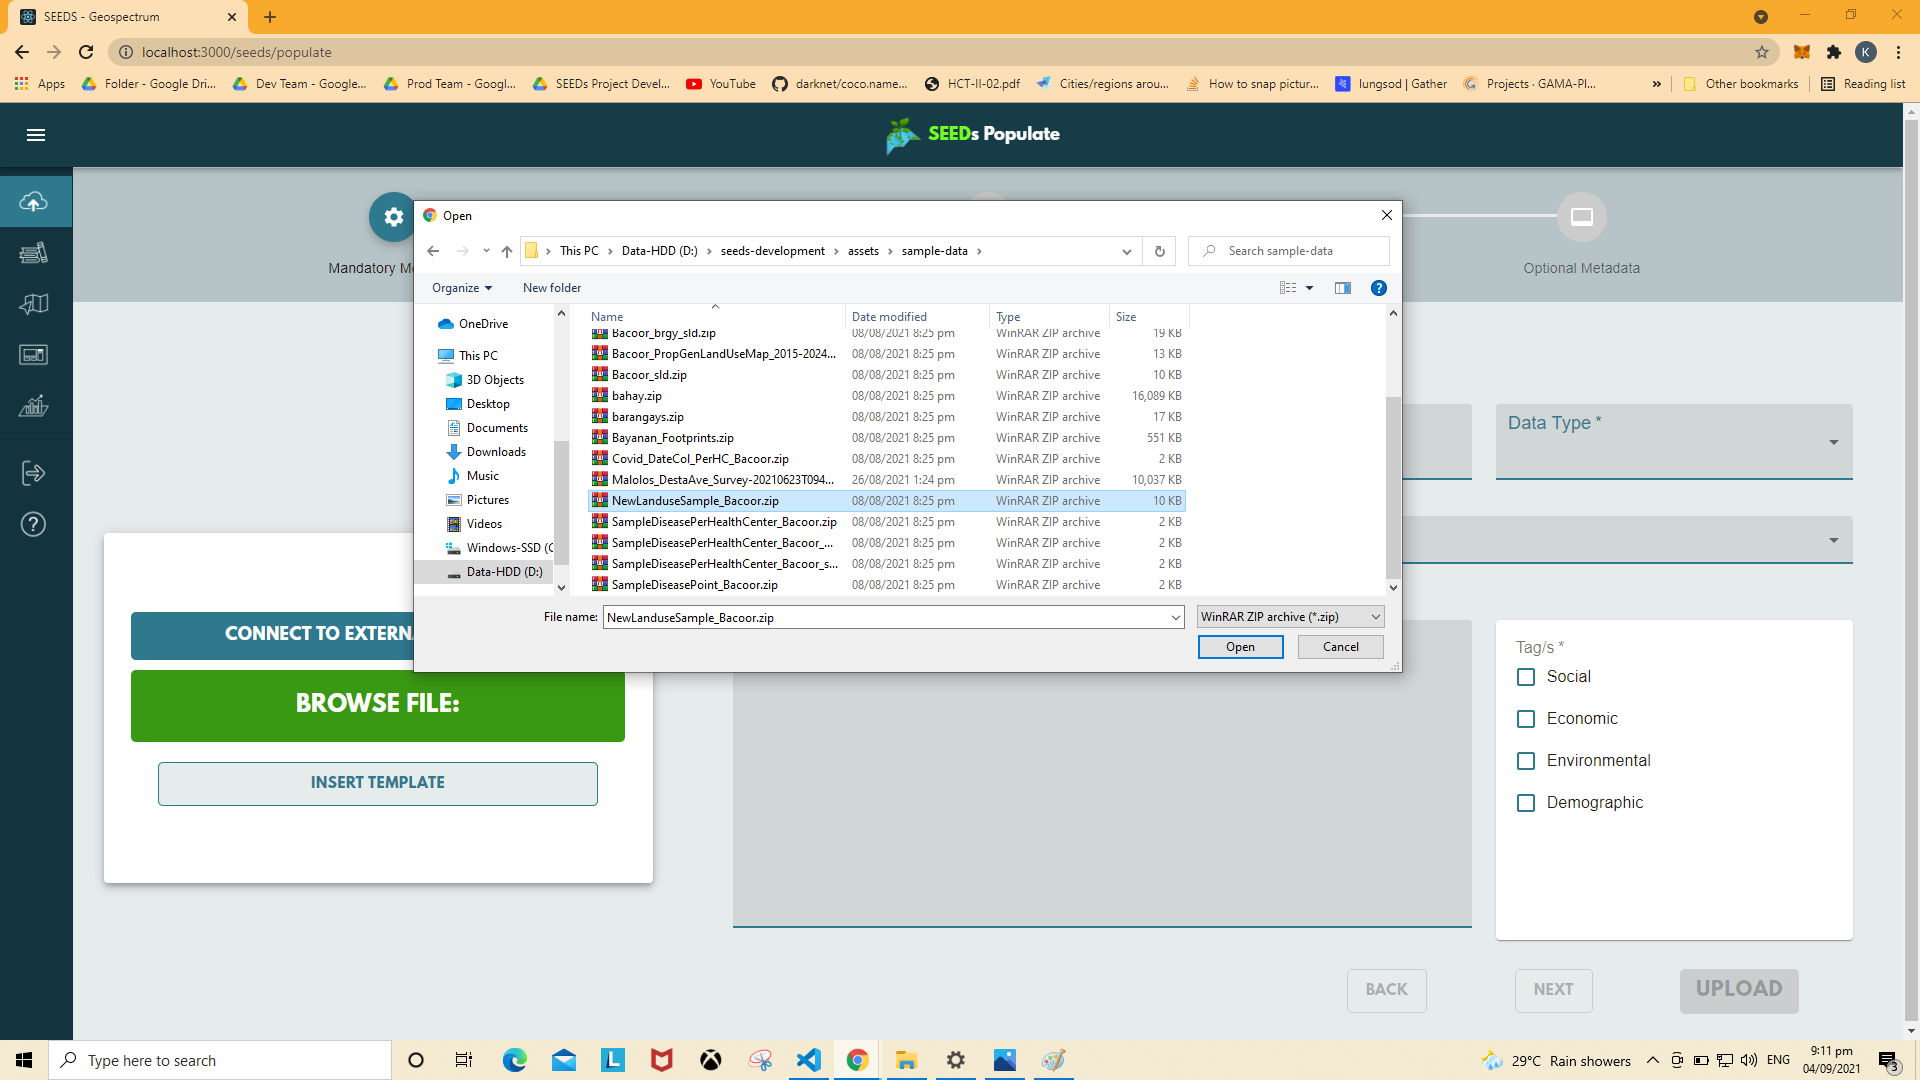 SEEDS - Geospectrum
localhost:3000/seeds/populate
K
Apps
Folder - Google Dri...
Dev Team - Google...
Prod Team - Googl...
SEEDs Project Devel...
YouTube
darknet/coco.name...
HCT-II-02.pdf
Cities/regions arou...
How to snap pictur...
lungsod | Gather
Projects · GAMA-Pl...
»
Other bookmarks
Reading list
SEEDs Populate
Mandatory M
Optional Metadata
Open
This PC > Data-HDD (D:) > seeds-development > assets > sample-data >
Search sample-data
Organize
New folder
Name Date modified Type Size
OneDrive
This PC
3D Objects
Desktop
Documents
Downloads
Music
Pictures
Videos
Windows-SSD (C
Data-HDD (D:)
Bacoor_brgy_sld.zip 08/08/2021 8:25 pm WinRAR ZIP archive 19 KB
Bacoor_PropGenLandUseMap_2015-2024... 08/08/2021 8:25 pm WinRAR ZIP archive 13 KB
Bacoor_sld.zip 08/08/2021 8:25 pm WinRAR ZIP archive 10 KB
bahay.zip 08/08/2021 8:25 pm WinRAR ZIP archive 16,089 KB
barangays.zip 08/08/2021 8:25 pm WinRAR ZIP archive 17 KB
Bayanan_Footprints.zip 08/08/2021 8:25 pm WinRAR ZIP archive 551 KB
Covid_DateCol_PerHC_Bacoor.zip 08/08/2021 8:25 pm WinRAR ZIP archive 2 KB
Malolos_DestaAve_Survey-20210623T094... 26/08/2021 1:24 pm WinRAR ZIP archive 10,037 KB
NewLanduseSample_Bacoor.zip 08/08/2021 8:25 pm WinRAR ZIP archive 10 KB
SampleDiseasePerHealthCenter_Bacoor.zip 08/08/2021 8:25 pm WinRAR ZIP archive 2 KB
SampleDiseasePerHealthCenter_Bacoor_... 08/08/2021 8:25 pm WinRAR ZIP archive 2 KB
SampleDiseasePerHealthCenter_Bacoor_s... 08/08/2021 8:25 pm WinRAR ZIP archive 2 KB
SampleDiseasePoint_Bacoor.zip 08/08/2021 8:25 pm WinRAR ZIP archive 2 KB
File name: NewLanduseSample_Bacoor.zip
WinRAR ZIP archive (*.zip)
Open
Cancel
Data Type *
CONNECT TO EXTERNA
BROWSE FILE:
INSERT TEMPLATE
Tag/s *
Social
Economic
Environmental
Demographic
BACK
NEXT
UPLOAD
Type here to search
L
29°C Rain showers
ENG
9:11 pm
04/09/2021
3